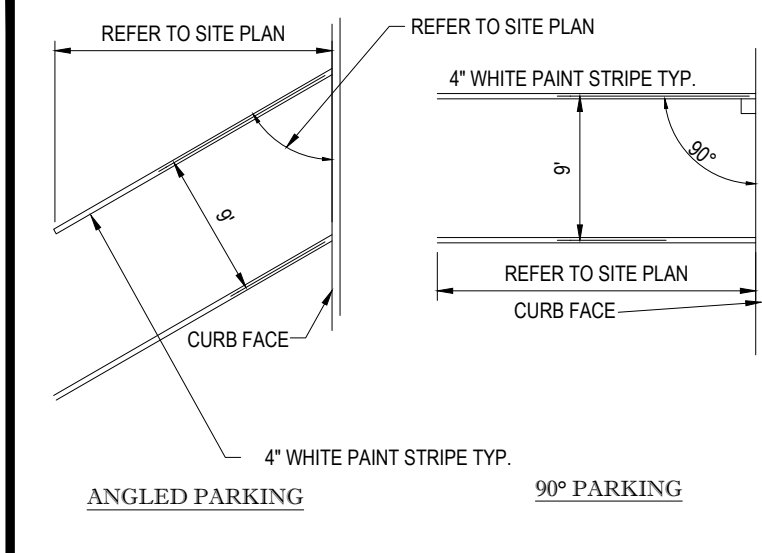 REFER TO SITE PLAN
REFER TO SITE PLAN
9'
CURB FACE
4" WHITE PAINT STRIPE TYP.
ANGLED PARKING
4" WHITE PAINT STRIPE TYP.
90°
9'
REFER TO SITE PLAN
CURB FACE
90° PARKING